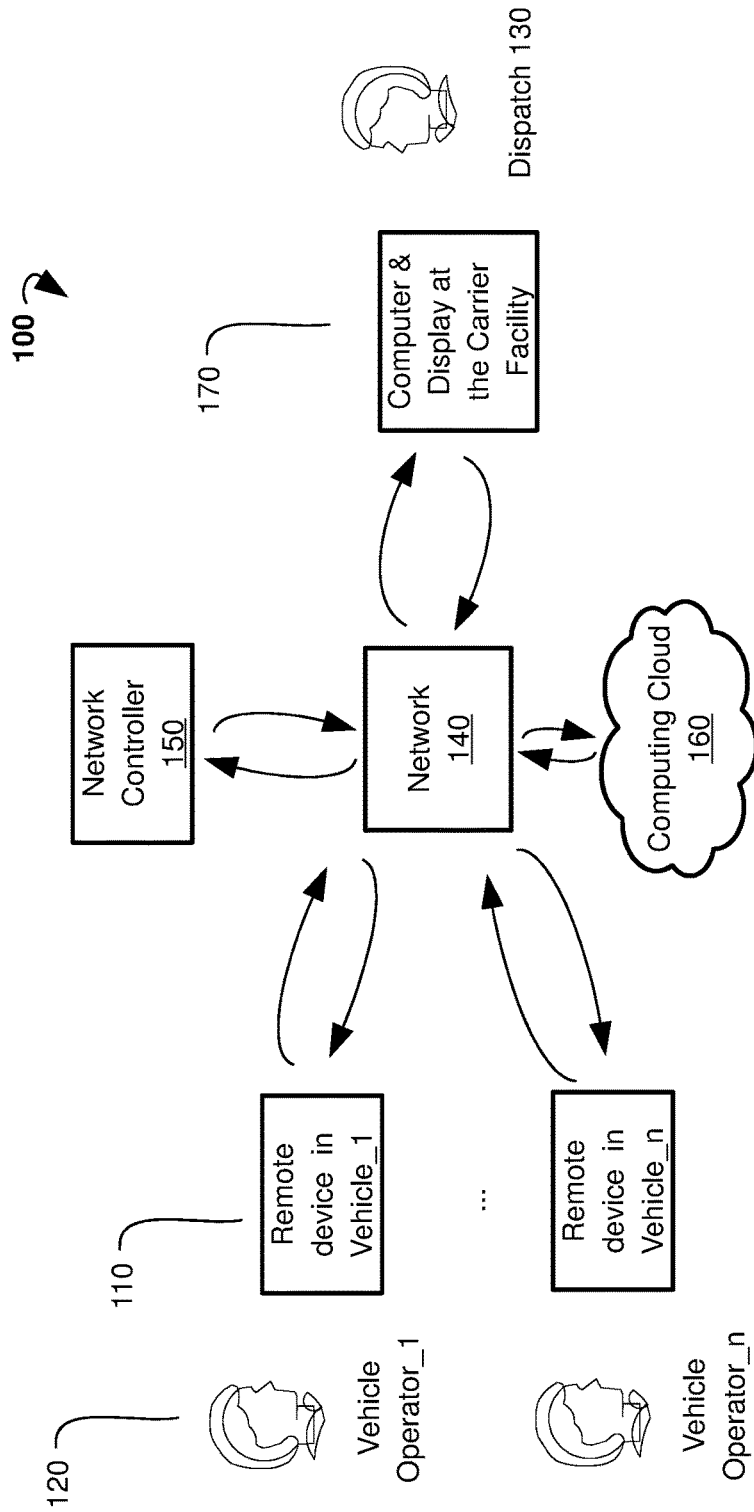 100
120
110
170
Vehicle
Operator_1
Remote
device in
Vehicle_1
...
Vehicle
Operator_n
Remote
device in
Vehicle_n
Network
Controller
150
Network
140
Computing Cloud
160
Computer &
Display at
the Carrier
Facility
Dispatch 130